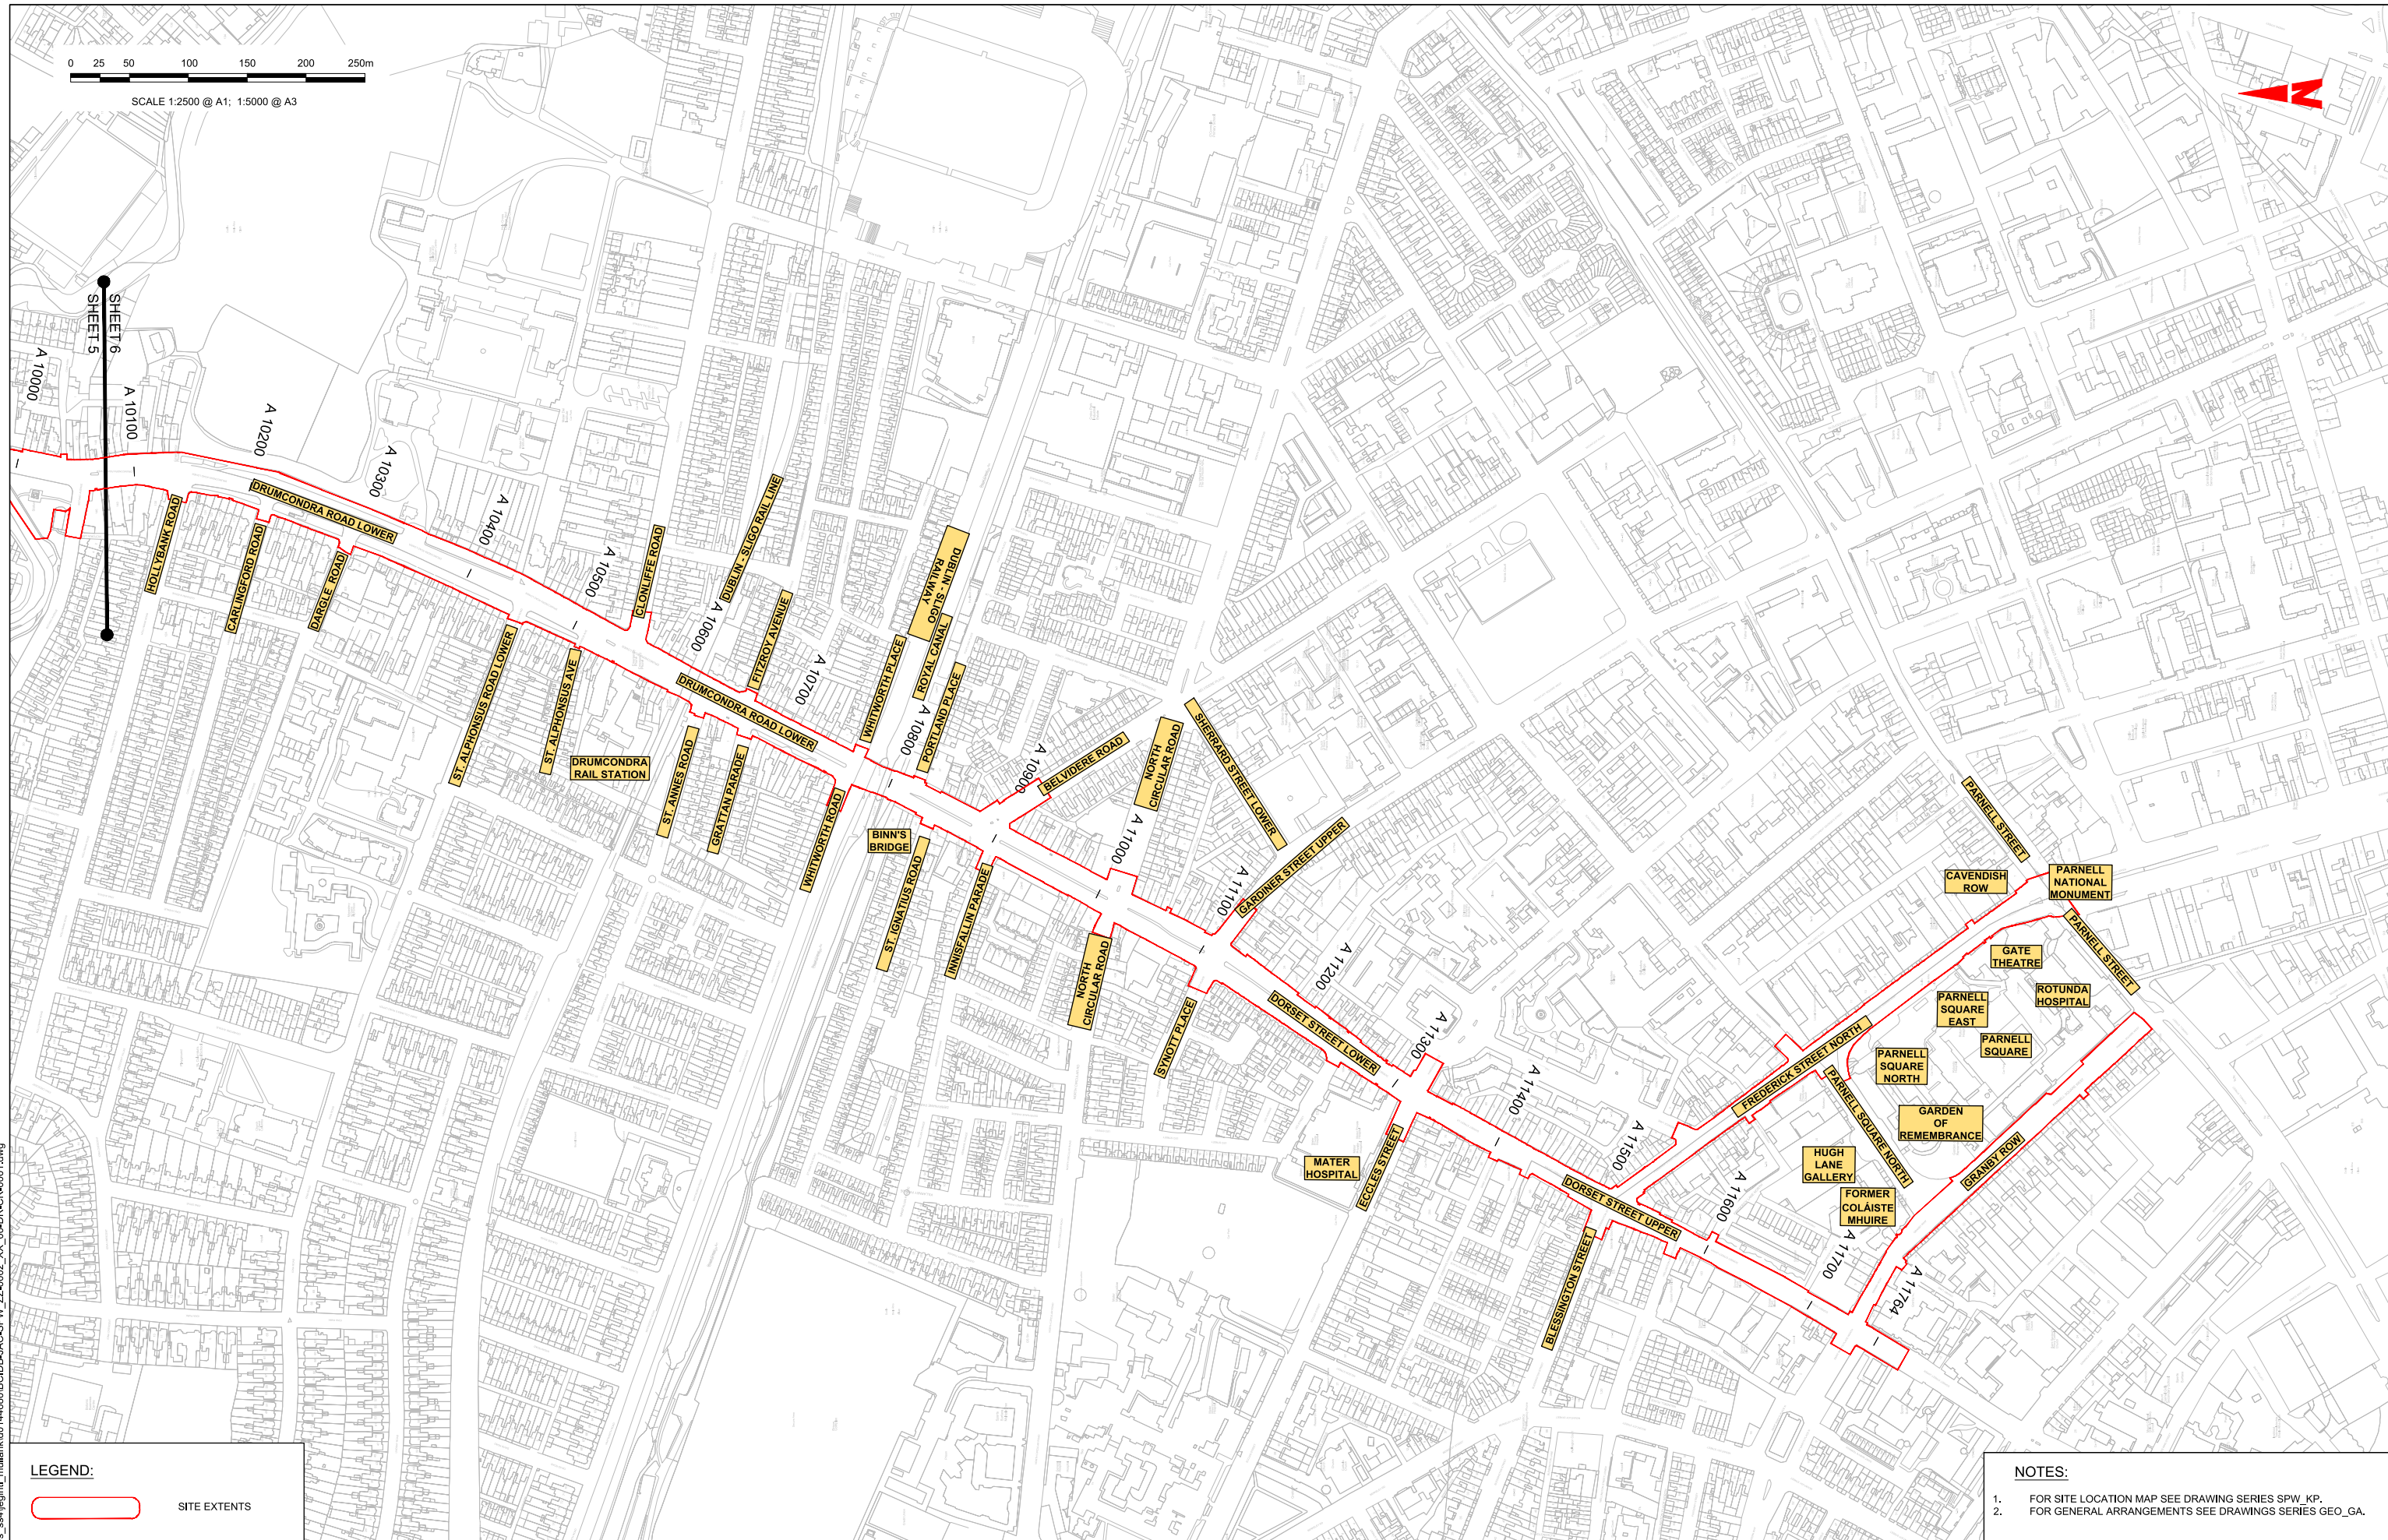 0 25 50 100 150 200 250m
SCALE 1:2500 @ A1; 1:5000 @ A3
N
SHEET 6
SHEET 5
A 10000
A 10100
A 10200
A 10300
A 10400
A 10500
A 10600
A 10700
A 10800
A 10900
A 11000
A 11100
A 11200
A 11300
A 11400
A 11500
A 11600
A 11700
A 11764
HOLLYBANK ROAD
CARLINGFORD ROAD
DRUMCONDRA ROAD LOWER
DARGLE ROAD
ST. ALPHONSUS ROAD LOWER
ST. ALPHONSUS AVE
CLONLIFFE ROAD
DUBLIN - SLIGO RAIL LINE
FITZROY AVENUE
DRUMCONDRA
RAIL STATION
DRUMCONDRA ROAD LOWER
ST. ANNES ROAD
GRATTAN PARADE
WHITWORTH PLACE
DUBLIN - SLIGO
RAILWAY
ROYAL CANAL
PORTLAND PLACE
WHITWORTH ROAD
BINN'S
BRIDGE
ST. IGNATIUS ROAD
INNISFALLIN PARADE
BELVIDERE ROAD
NORTH
CIRCULAR ROAD
SHERRARD STREET LOWER
GARDINER STREET UPPER
NORTH
CIRCULAR ROAD
SYNOTT PLACE
DORSET STREET LOWER
MATER
HOSPITAL
ECCLES STREET
DORSET STREET UPPER
BLESSINGTON STREET
FREDERICK STREET NORTH
PARNELL STREET
CAVENDISH
ROW
PARNELL
NATIONAL
MONUMENT
PARNELL STREET
GATE
THEATRE
ROTUNDA
HOSPITAL
PARNELL
SQUARE
EAST
PARNELL
SQUARE
PARNELL
SQUARE
NORTH
PARNELL SQUARE NORTH
GARDEN
OF
REMEMBRANCE
HUGH
LANE
GALLERY
FORMER
COLÁISTE
MHUIRE
GRANBY ROW
LEGEND:
SITE EXTENTS
NOTES:
1. FOR SITE LOCATION MAP SEE DRAWING SERIES SPW_KP.
2. FOR GENERAL ARRANGEMENTS SEE DRAWINGS SERIES GEO_GA.